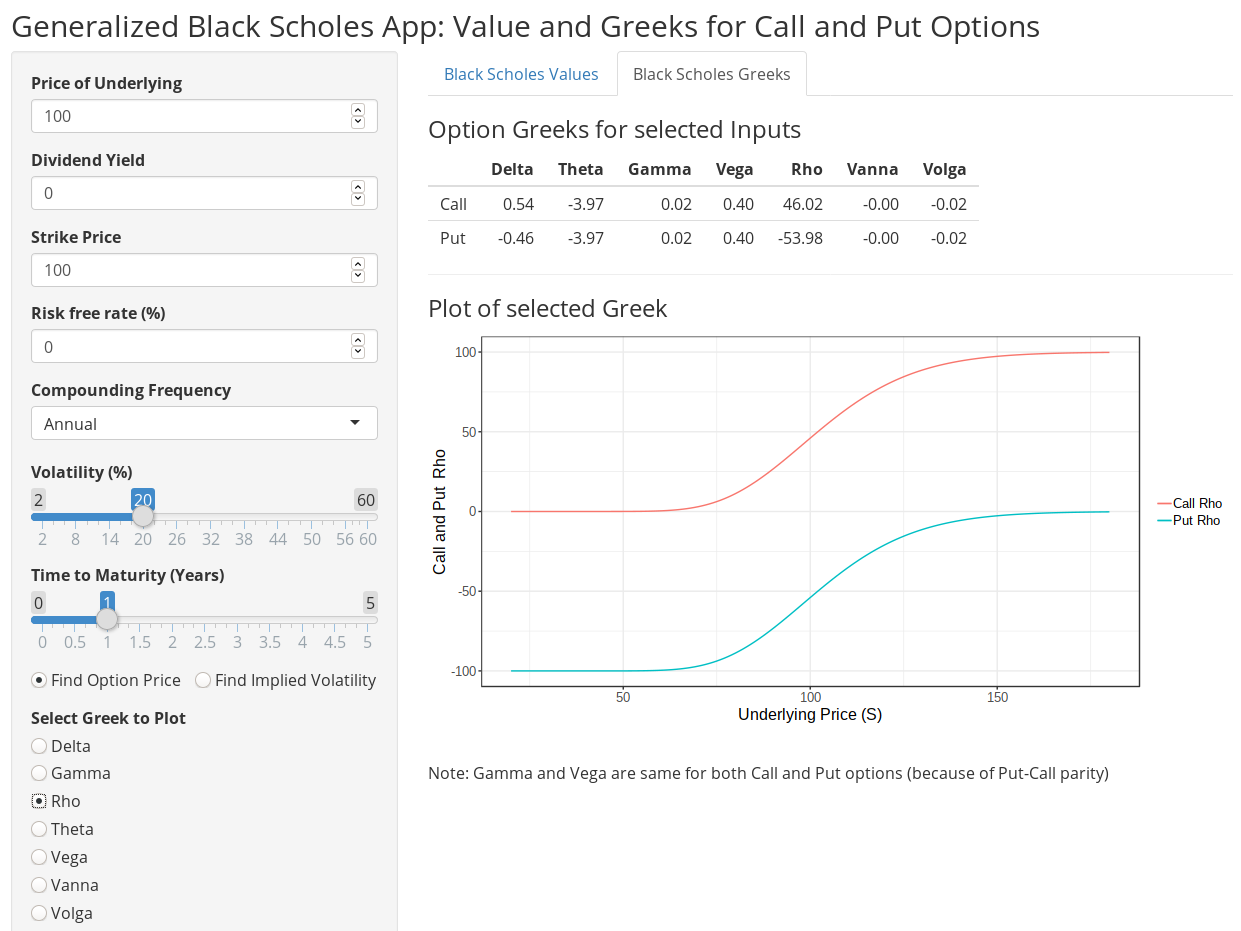 Generalized Black Scholes App: Value and Greeks for Call and Put Options
Price of Underlying
100
Dividend Yield
0
Strike Price
100
Risk free rate (%)
0
Compounding Frequency
Annual
Volatility (%)
2 20 60
2 8 14 20 26 32 38 44 50 56 60
Time to Maturity (Years)
0 1 5
0 0.5 1 1.5 2 2.5 3 3.5 4 4.5 5
Find Option Price Find Implied Volatility
Select Greek to Plot
Delta
Gamma
Rho
Theta
Vega
Vanna
Volga
Black Scholes Values Black Scholes Greeks
Option Greeks for selected Inputs
Delta Theta Gamma Vega Rho Vanna Volga
Call 0.54 -3.97 0.02 0.40 46.02 -0.00 -0.02
Put -0.46 -3.97 0.02 0.40 -53.98 -0.00 -0.02
Plot of selected Greek
Call and Put Rho
100
50
0
-50
-100
50 100 150
Underlying Price (S)
Call Rho
Put Rho
Note: Gamma and Vega are same for both Call and Put options (because of Put-Call parity)